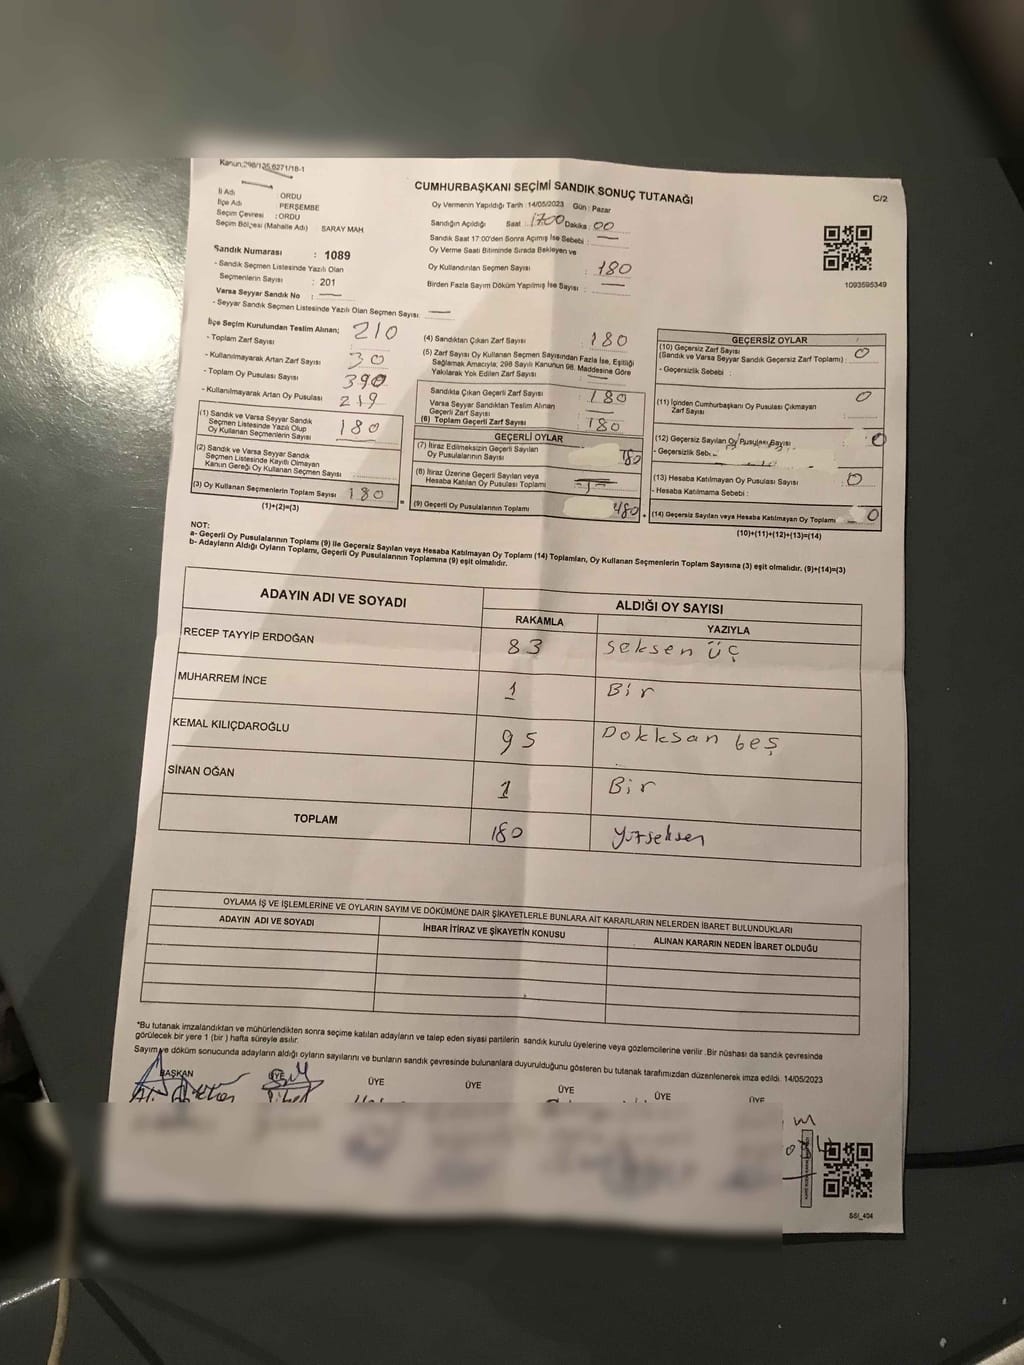 Kanun:298/135,6271/18-1
CUMHURBAŞKANI SEÇİMİ SANDIK SONUÇ TUTANAĞI
C/2
İl Adı : ORDU
İlçe Adı : PERŞEMBE
Seçim Çevresi : ORDU
Seçim Bölgesi (Mahalle Adı) SARAY MAH.
Oy Vermenin Yapıldığı Tarih : 14/05/2023 Gün : Pazar
Sandığın Açıldığı Saat : 1700 Dakika : 00
Sandık Saat 17:00'den Sonra Açımış İse Sebebi :
Oy Verme Saati Bitiminde Sırada Bekleyen ve
Oy Kullandırılan Seçmen Sayısı : 180
Birden Fazla Sayım Döküm Yapılmış İse Sayısı :
1093595349
Sandık Numarası : 1089
- Sandık Seçmen Listesinde Yazılı Olan
Seçmenlerin Sayısı : 201
Varsa Seyyar Sandık No :
- Seyyar Sandık Seçmen Listesinde Yazılı Olan Seçmen Sayısı:
İlçe Seçim Kurulundan Teslim Alınan;
- Toplam Zarf Sayısı 210
- Kullanılmayarak Artan Zarf Sayısı 30
- Toplam Oy Pusulası Sayısı 390
- Kullanılmayarak Artan Oy Pusulası 219
(1) Sandık ve Varsa Seyyar Sandık
Seçmen Listesinde Yazılı Olup
Oy Kullanan Seçmenlerin Sayısı 180
(2) Sandık ve Varsa Seyyar Sandık
Seçmen Listesinde Kayıtlı Olmayan
Kanun Gereği Oy Kullanan Seçmen Sayısı
(3) Oy Kullanan Seçmenlerin Toplam Sayısı 180
(1)+(2)=(3)
(4) Sandıktan Çıkan Zarf Sayısı : 180
(5) Zarf Sayısı Oy Kullanan Seçmen Sayısından Fazla İse, Eşitliği
Sağlamak Amacıyla; 298 Sayılı Kanunun 98. Maddesine Göre
Yakılarak Yok Edilen Zarf Sayısı
Sandıkta Çıkan Geçerli Zarf Sayısı : 180
Varsa Seyyar Sandıktan Teslim Alınan
Geçerli Zarf Sayısı
(6) Toplam Geçerli Zarf Sayısı : 180
GEÇERLİ OYLAR
(7) İtiraz Edilmeksizin Geçerli Sayılan
Oy Pusulalarının Sayısı 180
(8) İtiraz Üzerine Geçerli Sayılan veya
Hesaba Katılan Oy Pusulası Toplamı
(9) Geçerli Oy Pusulalarının Toplamı 180
GEÇERSİZ OYLAR
(10) Geçersiz Zarf Sayısı 0
(Sandık ve Varsa Seyyar Sandık Geçersiz Zarf Toplamı) :
- Geçersizlik Sebebi :
(11) İçinden Cumhurbaşkanı Oy Pusulası Çıkmayan 0
Zarf Sayısı
(12) Geçersiz Sayılan Oy Pusulası Sayısı : 0
- Geçersizlik Seb
(13) Hesaba Katılmayan Oy Pusulası Sayısı : 0
- Hesaba Katılmama Sebebi :
(14) Geçersiz Sayılan veya Hesaba Katılmayan Oy Toplamı 0
(10)+(11)+(12)+(13)=(14)
NOT:
a- Geçerli Oy Pusulalarının Toplamı (9) ile Geçersiz Sayılan veya Hesaba Katılmayan Oy Toplamı (14) Toplamları, Oy Kullanan Seçmenlerin Toplam Sayısına (3) eşit olmalıdır. (9)+(14)=(3)
b- Adayların Aldığı Oyların Toplamı, Geçerli Oy Pusulalarının Toplamına (9) eşit olmalıdır.
ADAYIN ADI VE SOYADI
ALDIĞI OY SAYISI
RAKAMLA YAZIYLA
RECEP TAYYİP ERDOĞAN 83 Seksen üç
MUHARREM İNCE 1 Bir
KEMAL KILIÇDAROĞLU 95 Dokksan beş
SİNAN OĞAN 1 Bir
TOPLAM 180 Yüzseksen
OYLAMA İŞ VE İŞLEMLERİNE VE OYLARIN SAYIM VE DÖKÜMÜNE DAİR ŞİKAYETLERLE BUNLARA AİT KARARLARIN NELERDEN İBARET BULUNDUKLARI
ADAYIN ADI VE SOYADI
İHBAR İTİRAZ VE ŞİKAYETİN KONUSU
ALINAN KARARIN NEDEN İBARET OLDUĞU
*Bu tutanak imzalandıktan ve mühürlendikten sonra seçime katılan adayların ve talep eden siyasi partilerin sandık kurulu üyelerine veya gözlemcilerine verilir .Bir nüshası da sandık çevresinde
görülecek bir yere 1 (bir ) hafta süreyle asılır.
Sayım ve döküm sonucunda adayların aldığı oyların sayılarını ve bunların sandık çevresinde bulunanlara duyurulduğunu gösteren bu tutanak tarafımızdan düzenlenerek imza edildi. 14/05/2023
BAŞKAN ÜYE ÜYE ÜYE ÜYE ÜYE ÜYE
SSI_404